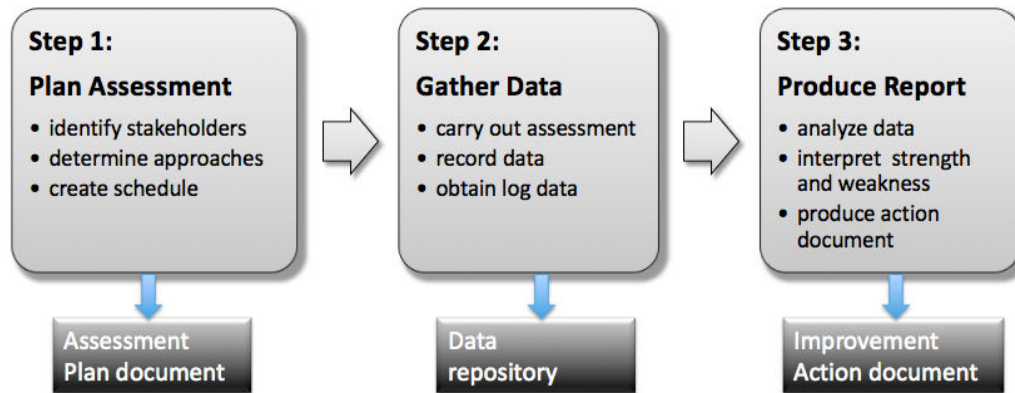 Step 1:
Plan Assessment
• identify stakeholders
• determine approaches
• create schedule
Assessment
Plan document
Step 2:
Gather Data
• carry out assessment
• record data
• obtain log data
Data
repository
Step 3:
Produce Report
• analyze data
• interpret strength
and weakness
• produce action
document
Improvement
Action document